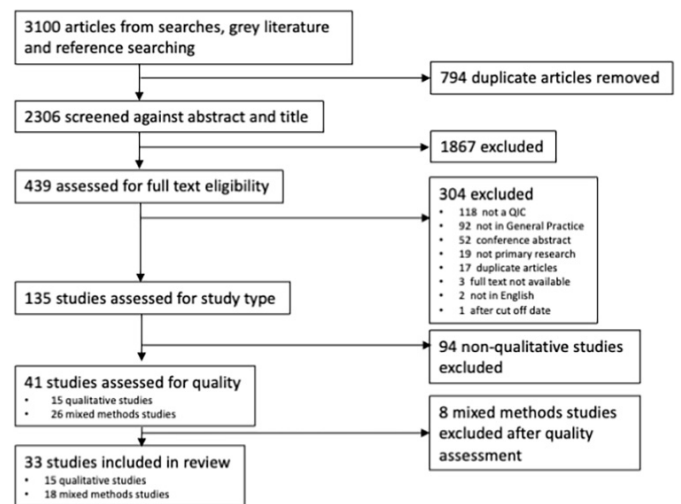 3100 articles from searches, grey literature
and reference searching
794 duplicate articles removed
2306 screened against abstract and title
1867 excluded
439 assessed for full text eligibility
304 excluded
• 118 not a QIC
• 92 not in General Practice
• 52 conference abstract
• 19 not primary research
• 17 duplicate articles
• 3 full text not available
• 2 not in English
• 1 after cut off date
135 studies assessed for study type
94 non-qualitative studies
excluded
41 studies assessed for quality
• 15 qualitative studies
• 26 mixed methods studies
8 mixed methods studies
excluded after quality
assessment
33 studies included in review
• 15 qualitative studies
• 18 mixed methods studies